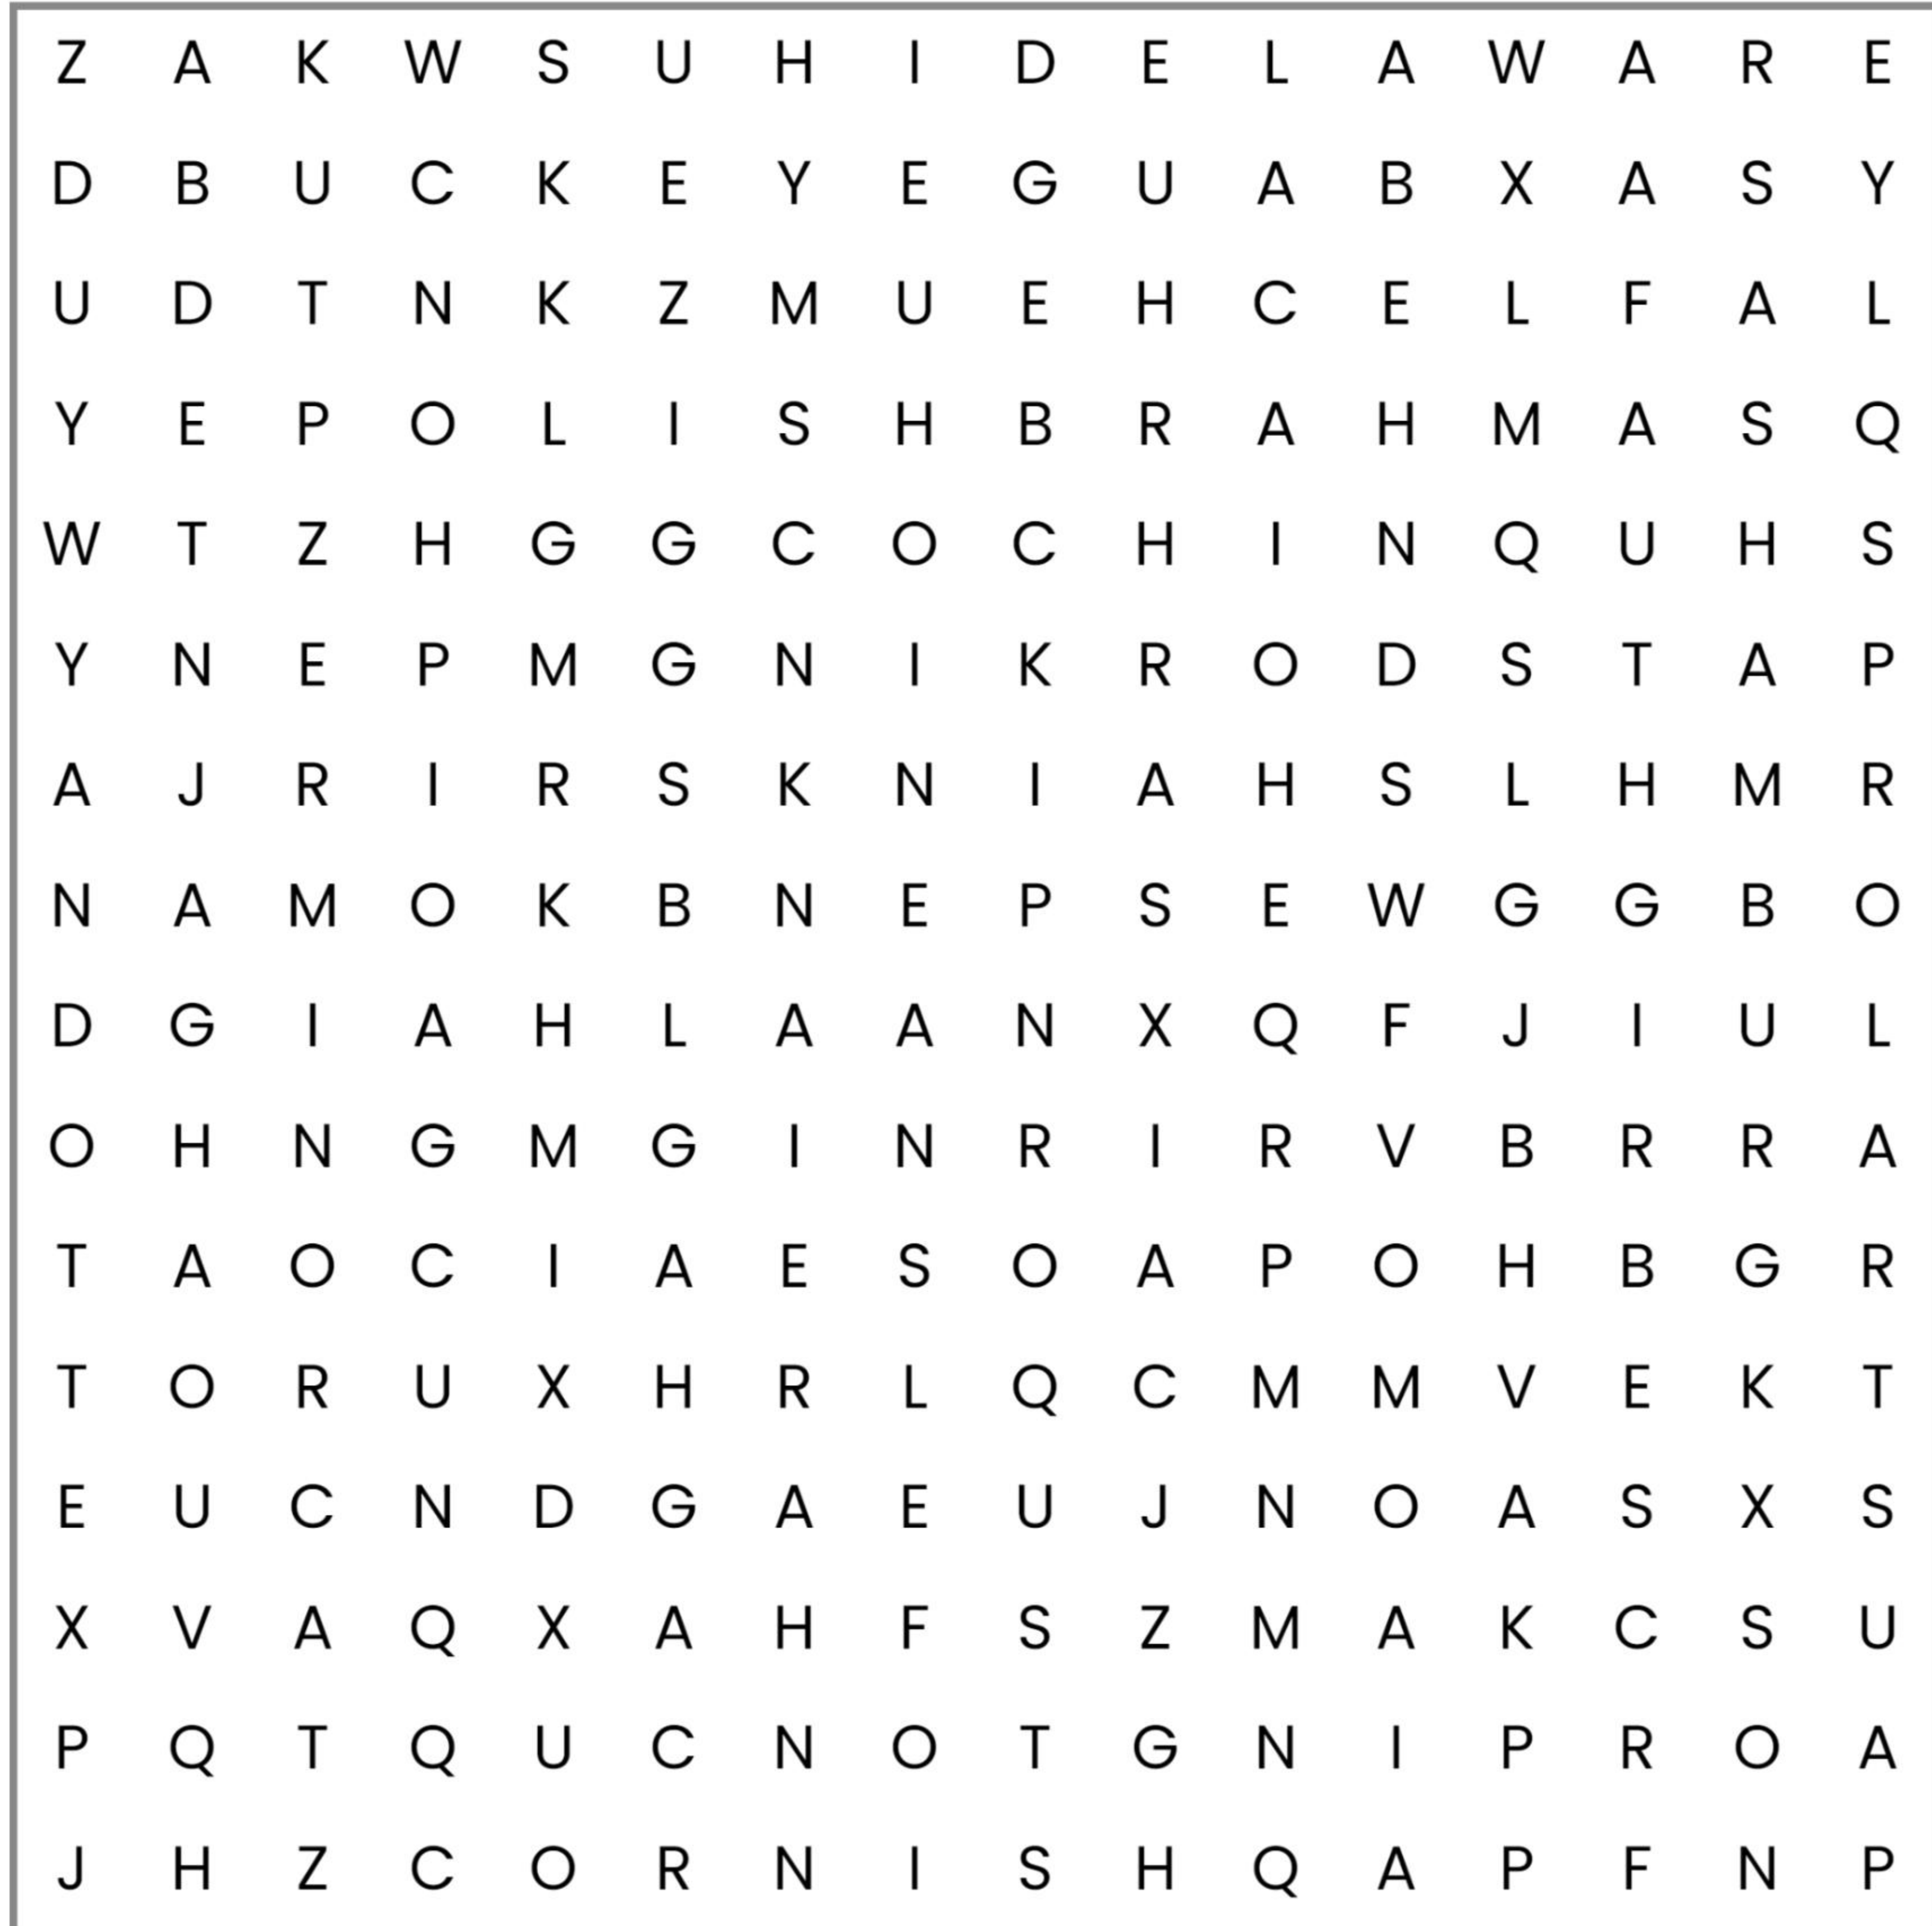 Z A K W S U H I D E L A W A R E
D B U C K E Y E G U A B X A S Y
U D T N K Z M U E H C E L F A L
Y E P O L I S H B R A H M A S Q
W T Z H G G C O C H I N Q U H S
Y N E P M G N I K R O D S T A P
A J R I R S K N I A H S L H M R
N A M O K B N E P S E W G G B O
D G I A H L A A N X Q F J I U L
O H N G M G I N R I R V B R R A
T A O C I A E S O A P O H B G R
T O R U X H R L Q C M M V E K T
E U C N D G A E U J N O A S X S
X V A Q X A H F S Z M A K C S U
P Q T Q U C N O T G N I P R O A
J H Z C O R N I S H Q A P F N P